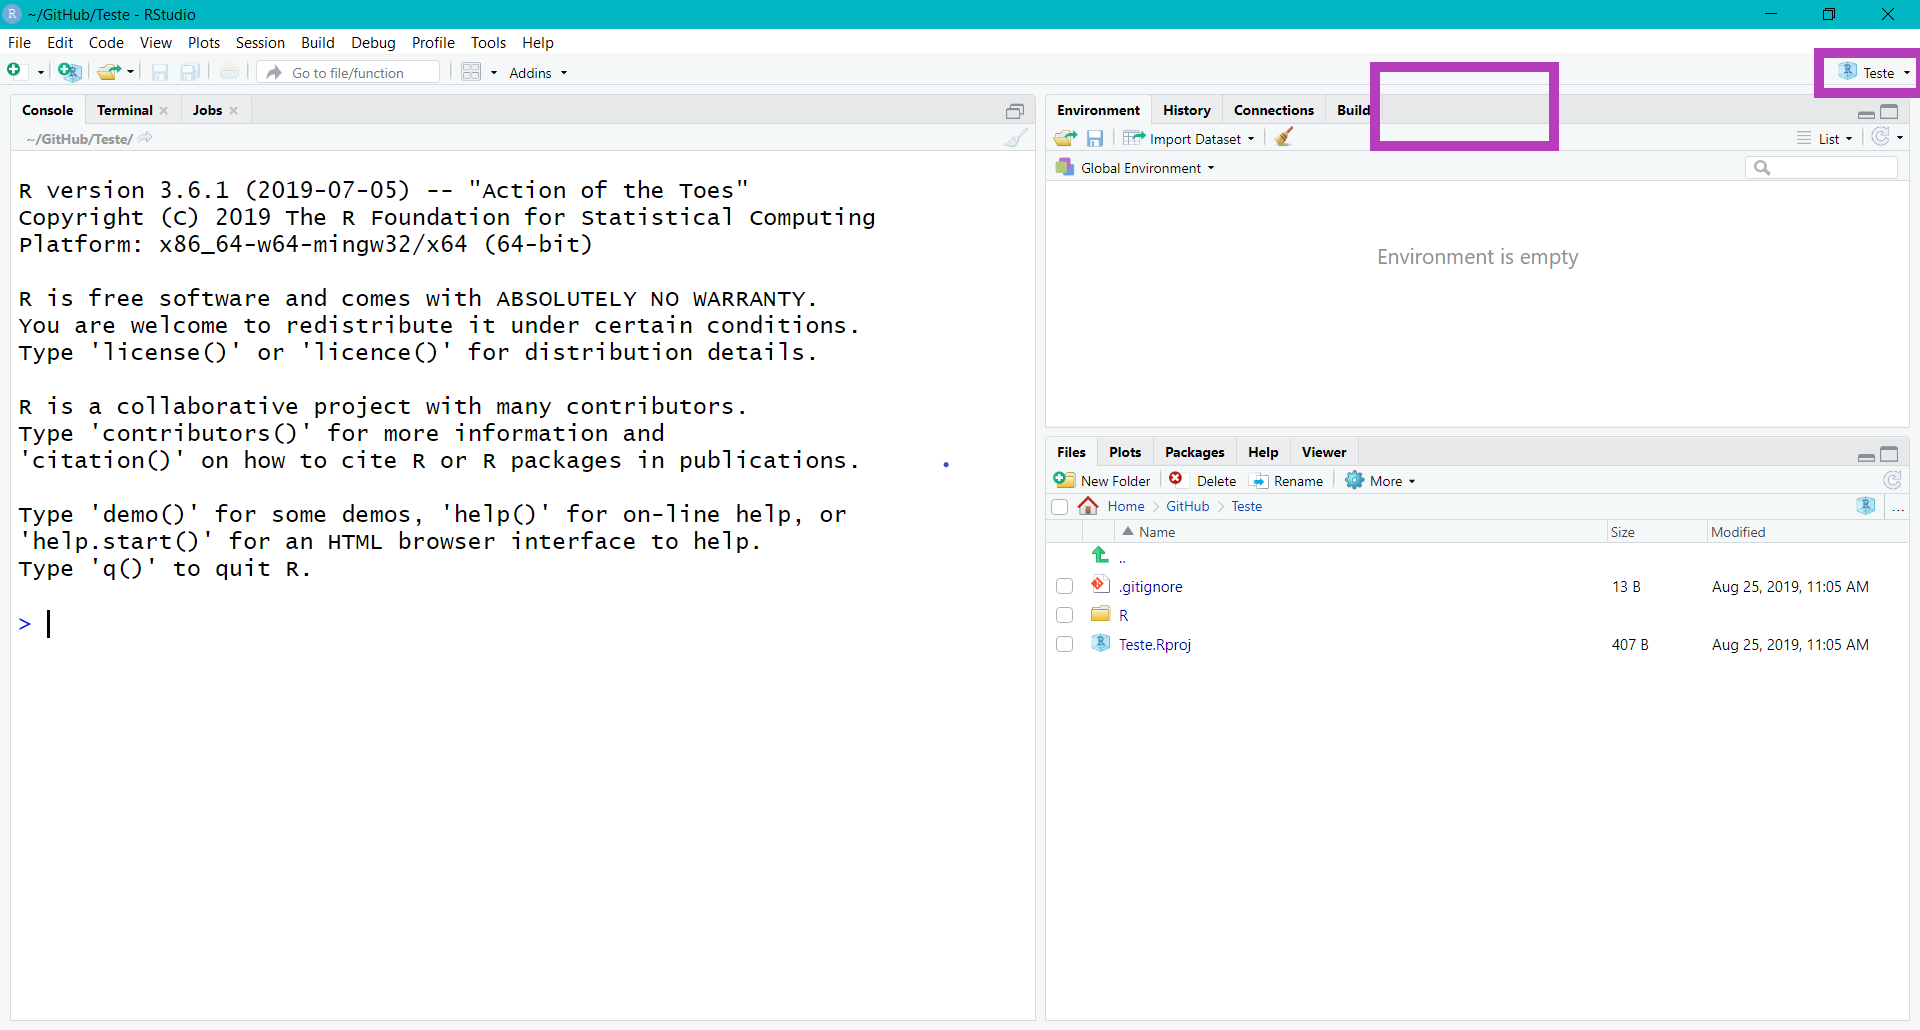 R ~/GitHub/Teste - RStudio
File Edit Code View Plots Session Build Debug Profile Tools Help
Go to file/function Addins R Teste
Console Terminal Jobs
~/GitHub/Teste/
R version 3.6.1 (2019-07-05) -- "Action of the Toes"
Copyright (C) 2019 The R Foundation for Statistical Computing
Platform: x86_64-w64-mingw32/x64 (64-bit)
R is free software and comes with ABSOLUTELY NO WARRANTY.
You are welcome to redistribute it under certain conditions.
Type 'license()' or 'licence()' for distribution details.
R is a collaborative project with many contributors.
Type 'contributors()' for more information and
'citation()' on how to cite R or R packages in publications.
Type 'demo()' for some demos, 'help()' for on-line help, or
'help.start()' for an HTML browser interface to help.
Type 'q()' to quit R.
>
Environment History Connections Build
Import Dataset List
Global Environment
Environment is empty
Files Plots Packages Help Viewer
New Folder Delete Rename More
Home GitHub Teste R ...
Name Size Modified
..
.gitignore 13 B Aug 25, 2019, 11:05 AM
R
Teste.Rproj 407 B Aug 25, 2019, 11:05 AM